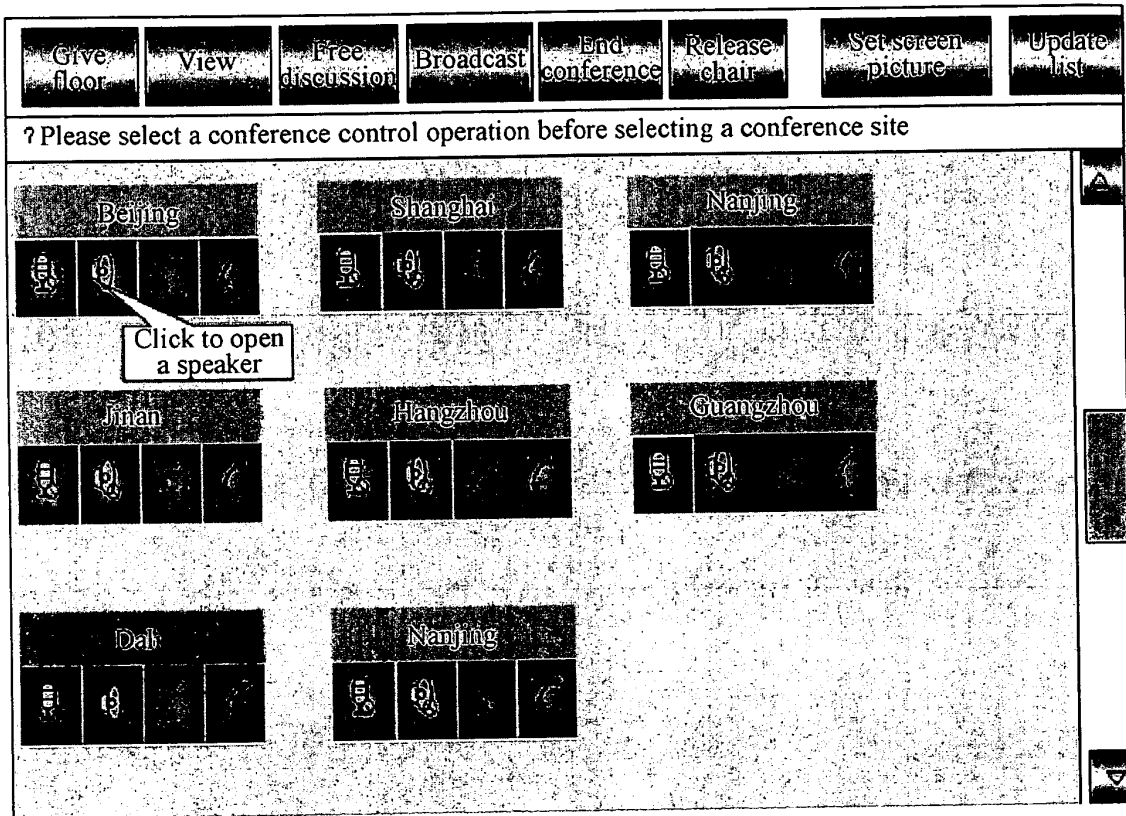 Give floor
View
Free discussion
Broadcast
End conference
Release chair
Set screen picture
Update list
? Please select a conference control operation before selecting a conference site
Beijing
Shanghai
Nanjing
Click to open
a speaker
Jinan
Hangzhou
Guangzhou
Dali
Nanjing